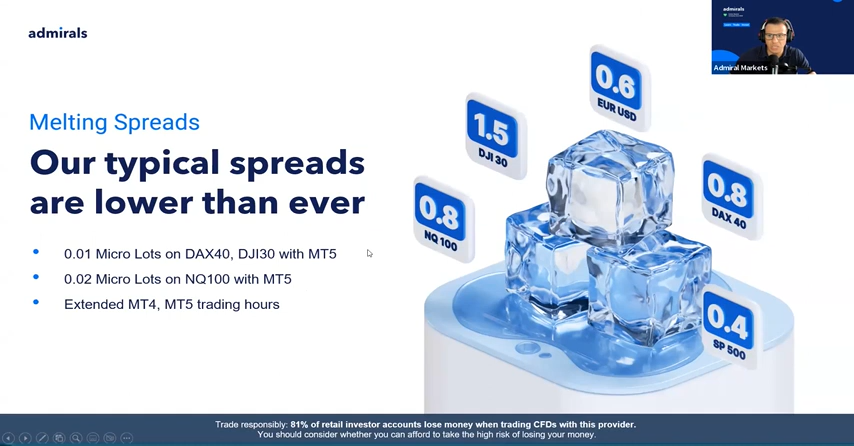 admirals
admirals
Admiral Markets
Melting Spreads
Our typical spreads
are lower than ever
0.01 Micro Lots on DAX40, DJI30 with MT5
0.02 Micro Lots on NQ100 with MT5
Extended MT4, MT5 trading hours
0.6
EUR USD
1.5
DJI 30
0.8
DAX 40
0.8
NQ 100
0.4
SP 500
Trade responsibly: 81% of retail investor accounts lose money when trading CFDs with this provider.
You should consider whether you can afford to take the high risk of losing your money.